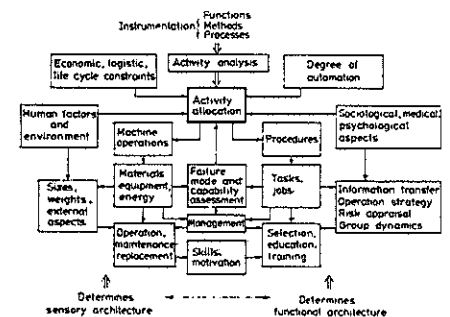 Functions
Instrumentation Methods
Processes
Economic, logistic,
life cycle constraints
Activity analysis
Degree of
automation
Activity
allocation
Human factors
and
environment
Sociological, medical,
psychological
aspects
Machine
operations
Procedures
Sizes,
weights,
external
aspects
Materials
equipment,
energy
Failure
mode and
capability
assessment
Tasks,
jobs
Information transfer
Operation strategy
Risk appraisal
Group dynamics
Management
Operation,
maintenance
replacement
Skills,
motivation
Selection,
education,
training
Determines
sensory architecture
Determines
functional architecture